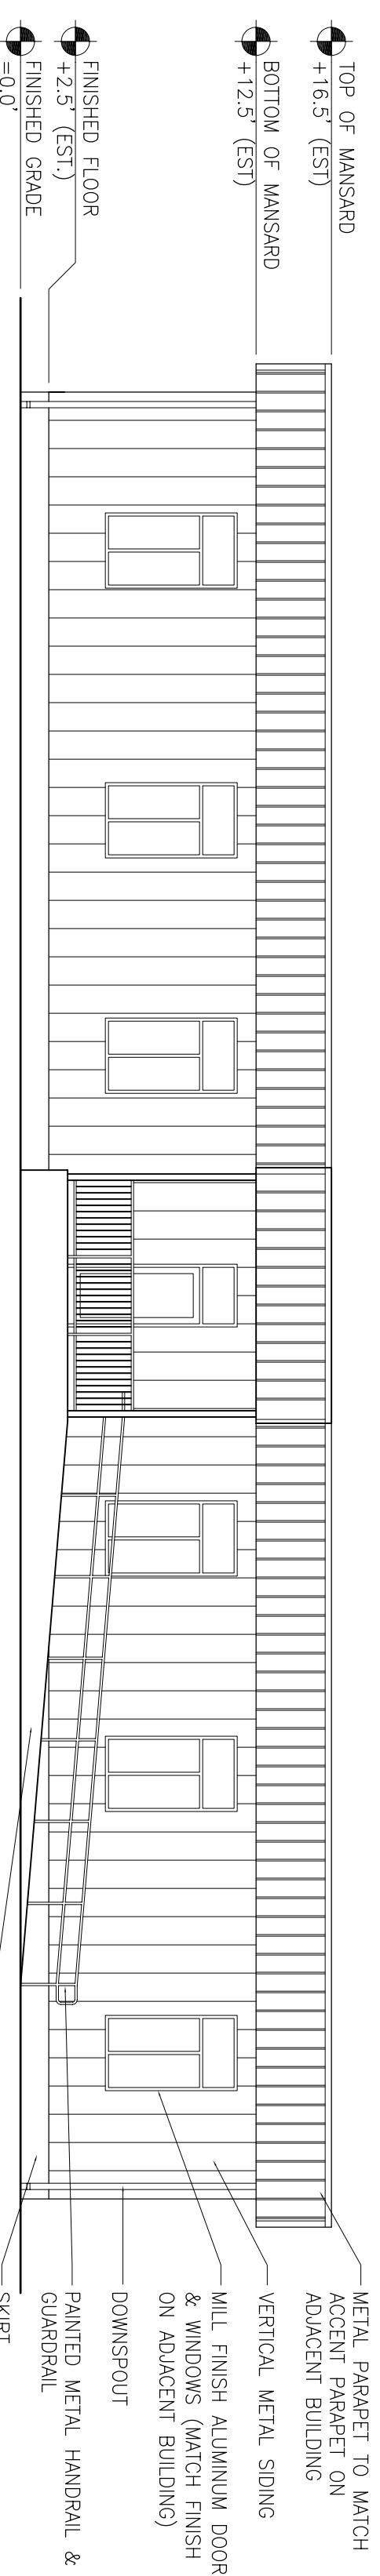 TOP OF MANSARD
+16.5' (EST)
BOTTOM OF MANSARD
+12.5' (EST)
FINISHED FLOOR
+2.5' (EST.)
FINISHED GRADE
=0.0'
METAL PARAPET TO MATCH
ACCENT PARAPET ON
ADJACENT BUILDING
VERTICAL METAL SIDING
MILL FINISH ALUMINUM DOOR
& WINDOWS (MATCH FINISH
ON ADJACENT BUILDING)
DOWNSPOUT
PAINTED METAL HANDRAIL &
GUARDRAIL
SKIRT